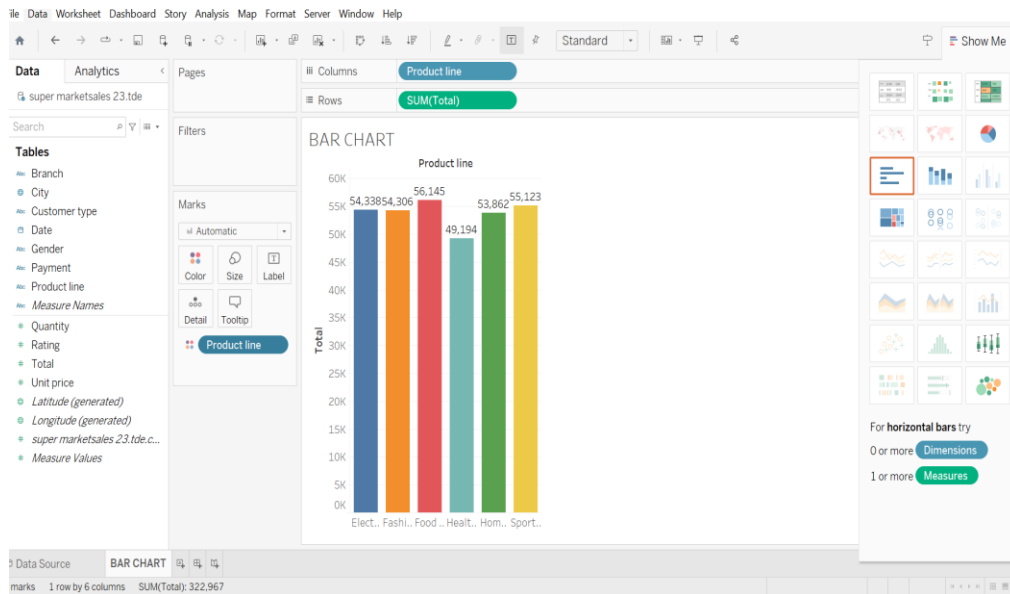 ile Data Worksheet Dashboard Story Analysis Map Format Server Window Help
Standard
Show Me
Data Analytics
super marketsales 23.tde
Search
Tables
Abc Branch
City
Abc Customer type
Date
Abc Gender
Abc Payment
Abc Product line
Abc Measure Names
# Quantity
# Rating
# Total
# Unit price
Latitude (generated)
Longitude (generated)
# super marketsales 23.tde.c...
# Measure Values
Pages
Filters
Marks
Automatic
Color Size Label
Detail Tooltip
Product line
Columns Product line
Rows SUM(Total)
BAR CHART
Product line
60K
55K
50K
45K
40K
35K
30K
25K
20K
15K
10K
5K
0K
Total
54,338 54,306 56,145 49,194 53,862 55,123
Elect.. Fashi.. Food .. Healt.. Hom.. Sport..
For horizontal bars try
0 or more Dimensions
1 or more Measures
Data Source BAR CHART
marks 1 row by 6 columns SUM(Total): 322,967